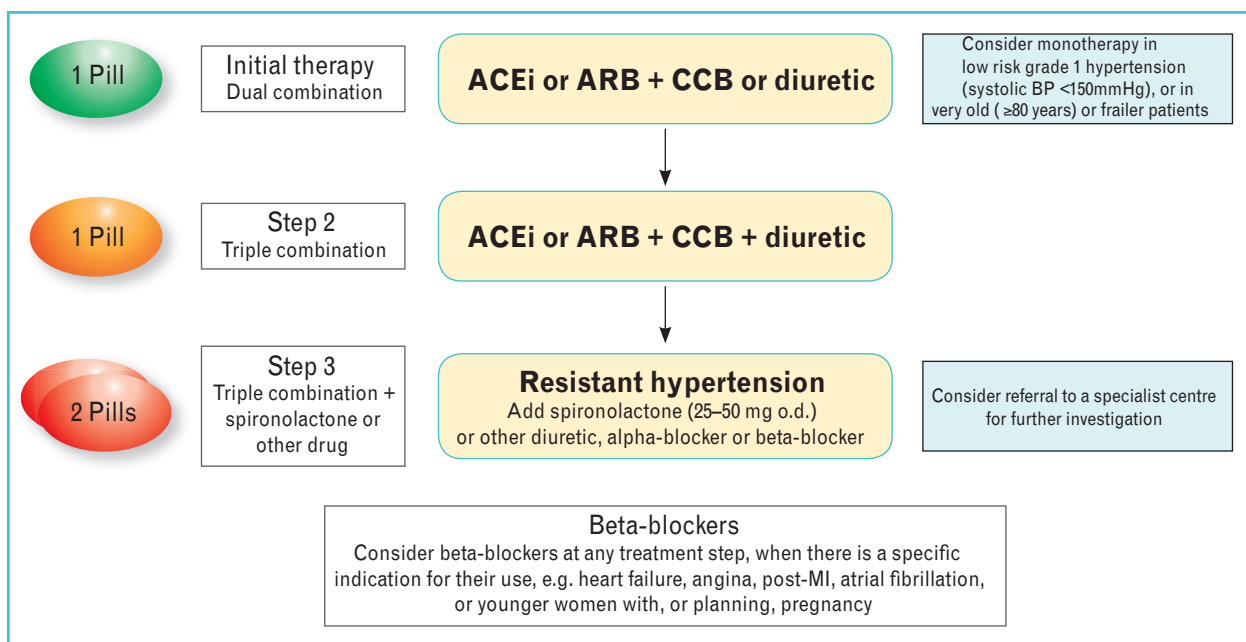 1 Pill
Initial therapy
Dual combination
ACEi or ARB + CCB or diuretic
Consider monotherapy in
low risk grade 1 hypertension
(systolic BP <150mmHg), or in
very old ( ≥80 years) or frailer patients
1 Pill
Step 2
Triple combination
ACEi or ARB + CCB + diuretic
2 Pills
Step 3
Triple combination +
spironolactone or
other drug
Resistant hypertension
Add spironolactone (25–50 mg o.d.)
or other diuretic, alpha-blocker or beta-blocker
Consider referral to a specialist centre
for further investigation
Beta-blockers
Consider beta-blockers at any treatment step, when there is a specific
indication for their use, e.g. heart failure, angina, post-MI, atrial fibrillation,
or younger women with, or planning, pregnancy